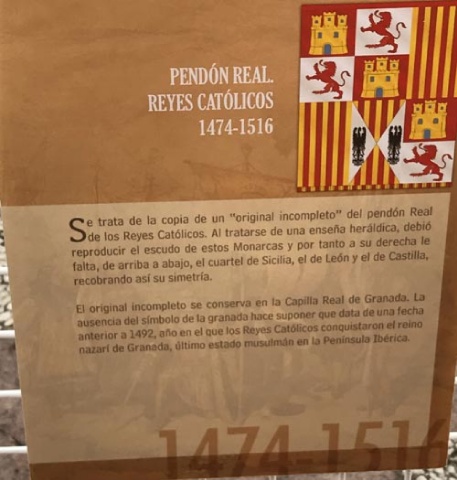 PENDÓN REAL.
REYES CATÓLICOS
1474-1516
Se trata de la copia de un "original incompleto" del pendón Real
de los Reyes Católicos. Al tratarse de una enseña heráldica, debió
reproducir el escudo de estos Monarcas y por tanto a su derecha le
falta, de arriba a abajo, el cuartel de Sicilia, el de León y el de Castilla,
recobrando así su simetría.
El original incompleto se conserva en la Capilla Real de Granada. La
ausencia del símbolo de la granada hace suponer que data de una fecha
anterior a 1492, año en el que los Reyes Católicos conquistaron el reino
nazarí de Granada, último estado musulmán en la Península Ibérica.
1474-1516